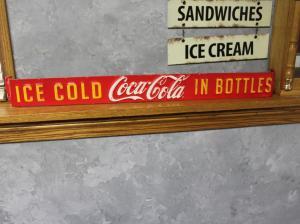 SANDWICHES
ICE CREAM
ICE COLD Coca-Cola IN BOTTLES